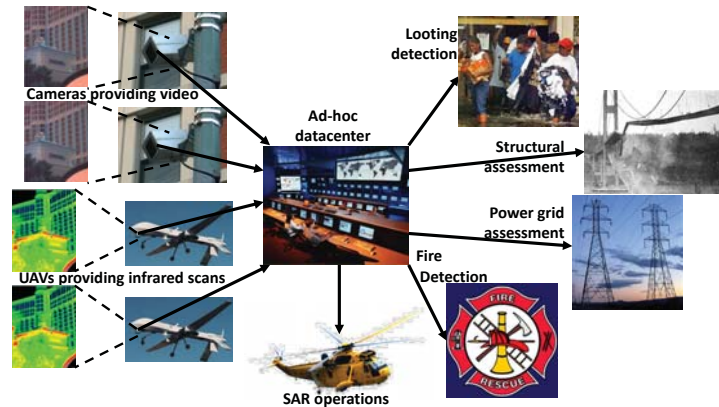 Looting
detection
Cameras providing video
Ad-hoc
datacenter
Structural
assessment
Power grid
assessment
UAVs providing infrared scans
Fire
Detection
FIRE
RESCUE
SAR operations